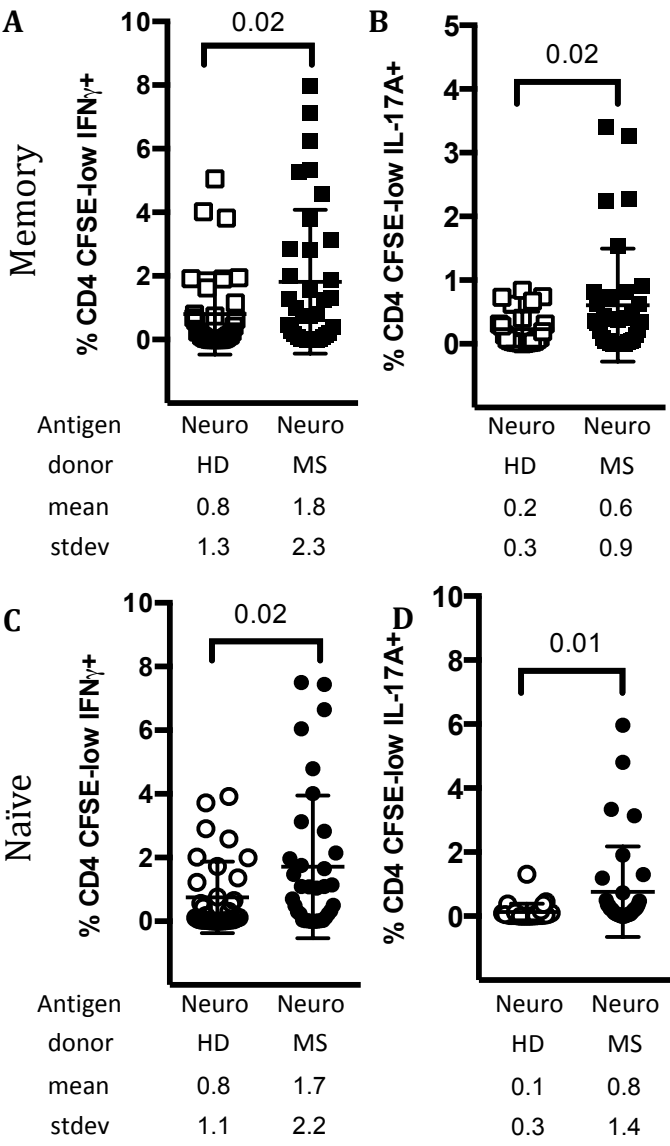 A
Memory
% CD4 CFSE-low IFNγ+
10
8
6
4
2
0
0.02
Antigen Neuro Neuro
donor HD MS
mean 0.8 1.8
stdev 1.3 2.3
B
% CD4 CFSE-low IL-17A+
5
4
3
2
1
0
0.02
Neuro Neuro
HD MS
0.2 0.6
0.3 0.9
C
Naïve
% CD4 CFSE-low IFNγ+
10
8
6
4
2
0
0.02
Antigen Neuro Neuro
donor HD MS
mean 0.8 1.7
stdev 1.1 2.2
D
% CD4 CFSE-low IL-17A+
10
8
6
4
2
0
0.01
Neuro Neuro
HD MS
0.1 0.8
0.3 1.4